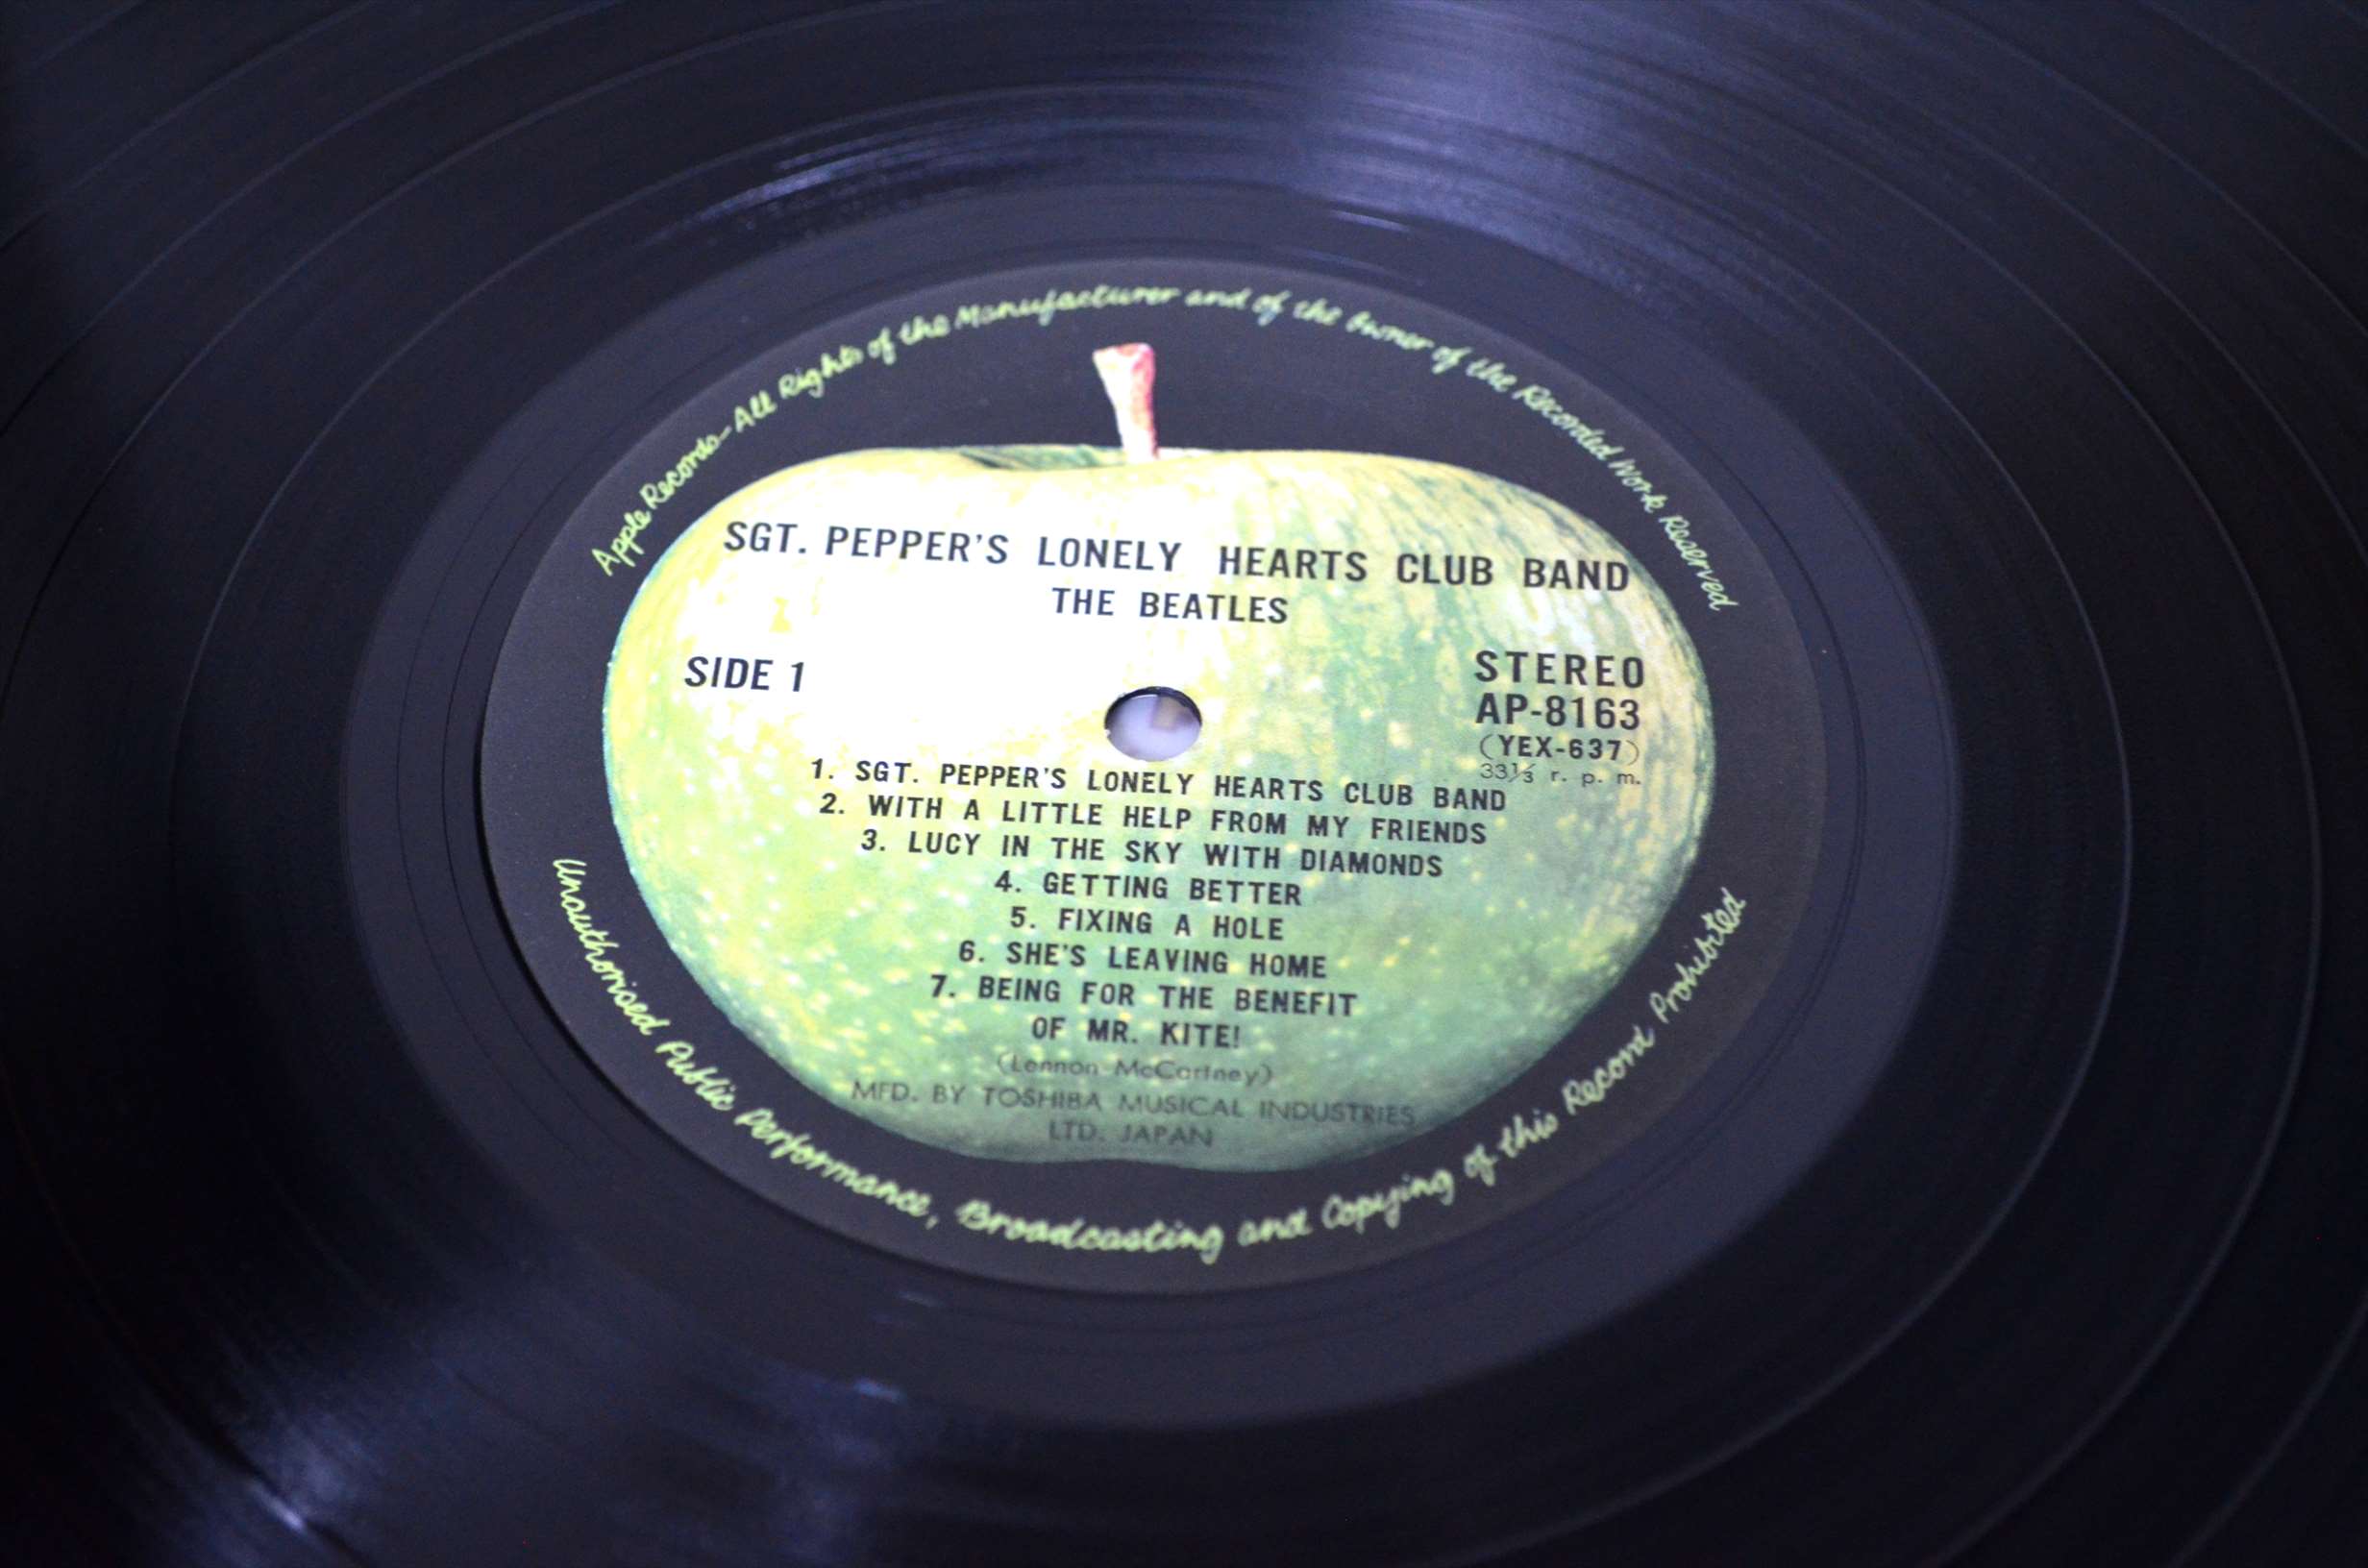 Apple Records-All Rights of the Manufacturer and of the Owner of the Recorded Work Reserved
SGT. PEPPER'S LONELY HEARTS CLUB BAND
THE BEATLES
SIDE 1
STEREO
AP-8163
(YEX-637)
33⅓ r. p. m.
1. SGT. PEPPER'S LONELY HEARTS CLUB BAND
2. WITH A LITTLE HELP FROM MY FRIENDS
3. LUCY IN THE SKY WITH DIAMONDS
4. GETTING BETTER
5. FIXING A HOLE
6. SHE'S LEAVING HOME
7. BEING FOR THE BENEFIT
OF MR. KITE!
(Lennon McCartney)
MFD. BY TOSHIBA MUSICAL INDUSTRIES
LTD. JAPAN
Unauthorised Public Performance, Broadcasting and Copying of this Record Prohibited